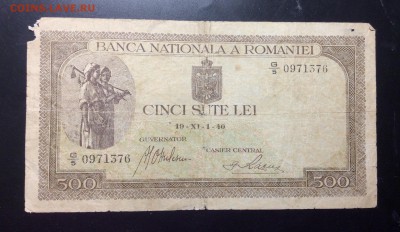 COIN-LAVE.RU
BANCA NATIONALA A ROMANIEI
G/5 0971376
CINCI SUTE LEI
19-XI-1-40
GUVERNATOR
CASIER CENTRAL
G/5 0971376
500
500